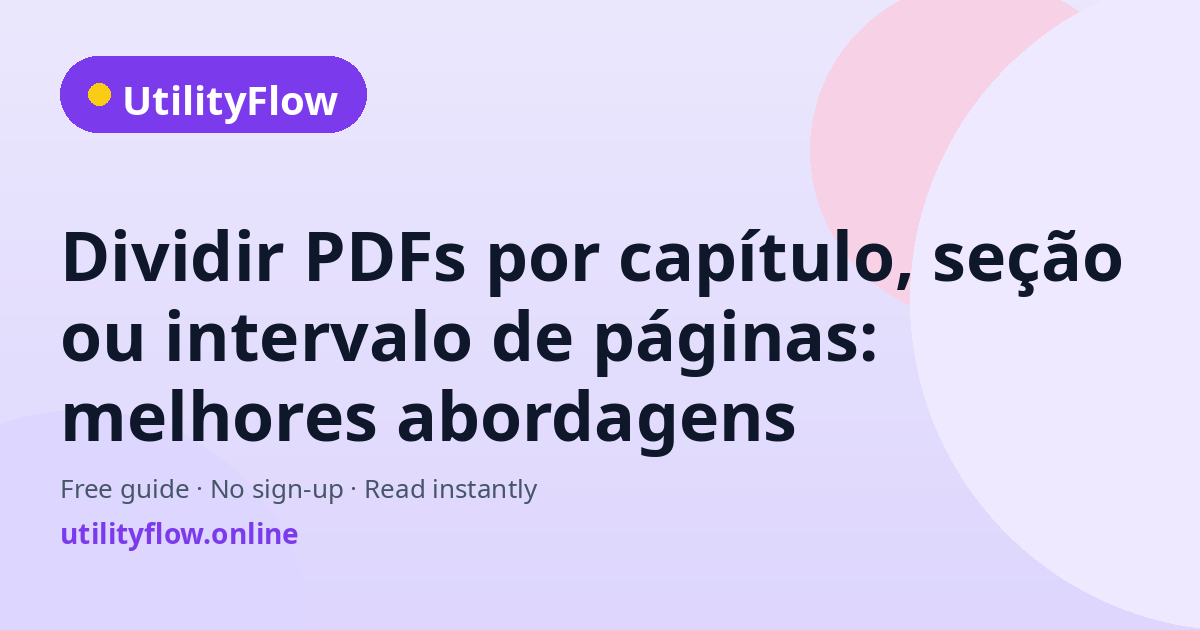 UtilityFlow
Dividir PDFs por capítulo, seção
ou intervalo de páginas:
melhores abordagens
Free guide · No sign-up · Read instantly
utilityflow.online